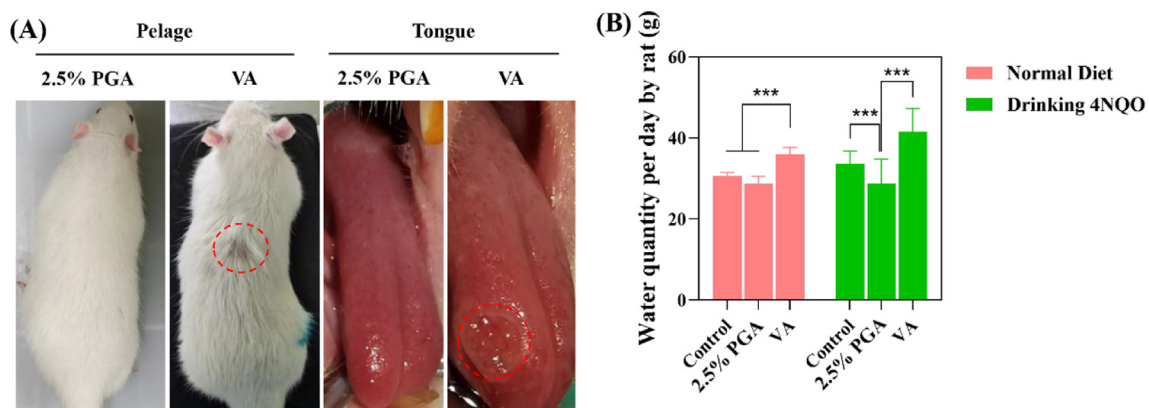 (A)
Pelage
Tongue
2.5% PGA
VA
2.5% PGA
VA
(B)
Water quantity per day by rat (g)
60
40
20
0
***
***
***
Control
2.5% PGA
VA
Control
2.5% PGA
VA
Normal Diet
Drinking 4NQO